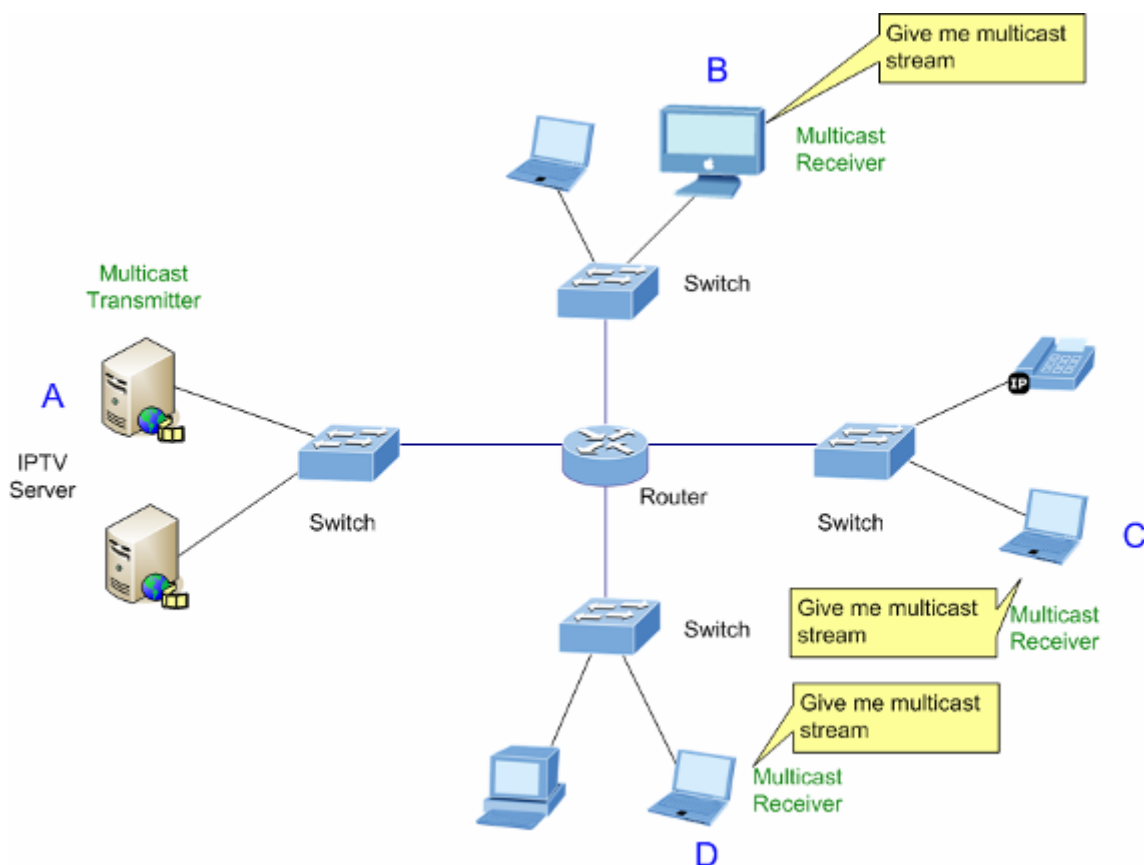 Give me multicast
stream
B
Multicast
Receiver
Switch
Multicast
Transmitter
A
IPTV
Server
Switch
Router
IP
Switch
C
Give me multicast
stream
Multicast
Receiver
Switch
Give me multicast
stream
Multicast
Receiver
D